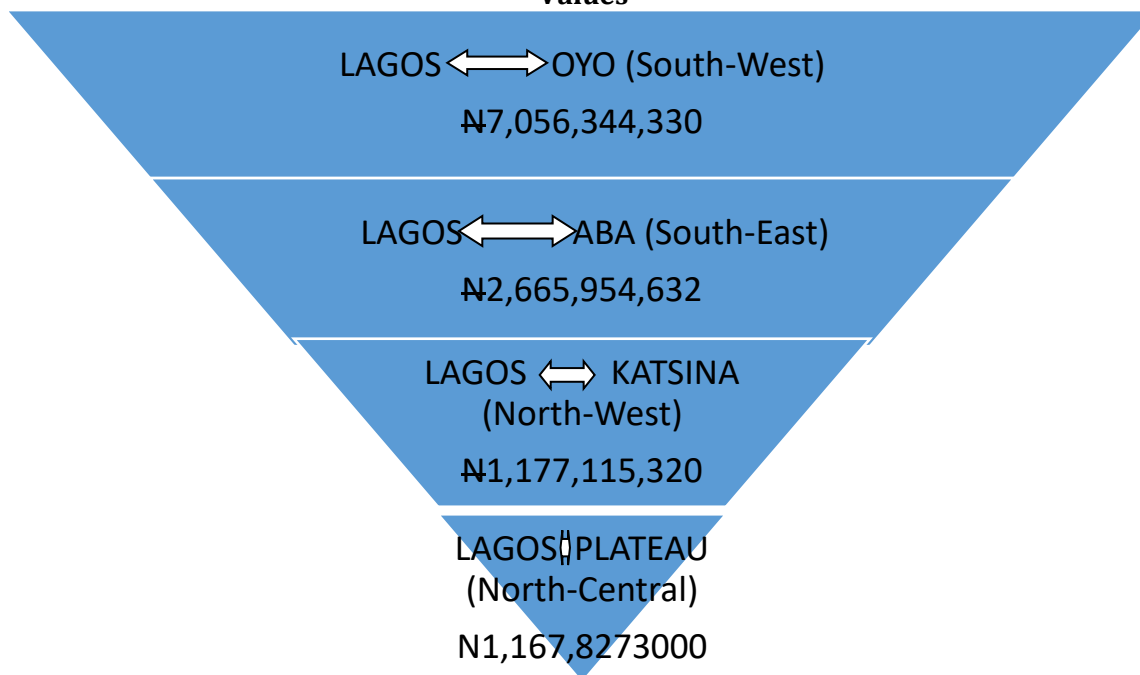 Values
LAGOS OYO (South-West)
₦7,056,344,330
LAGOS ABA (South-East)
₦2,665,954,632
LAGOS KATSINA
(North-West)
₦1,177,115,320
LAGOS PLATEAU
(North-Central)
N1,167,8273000